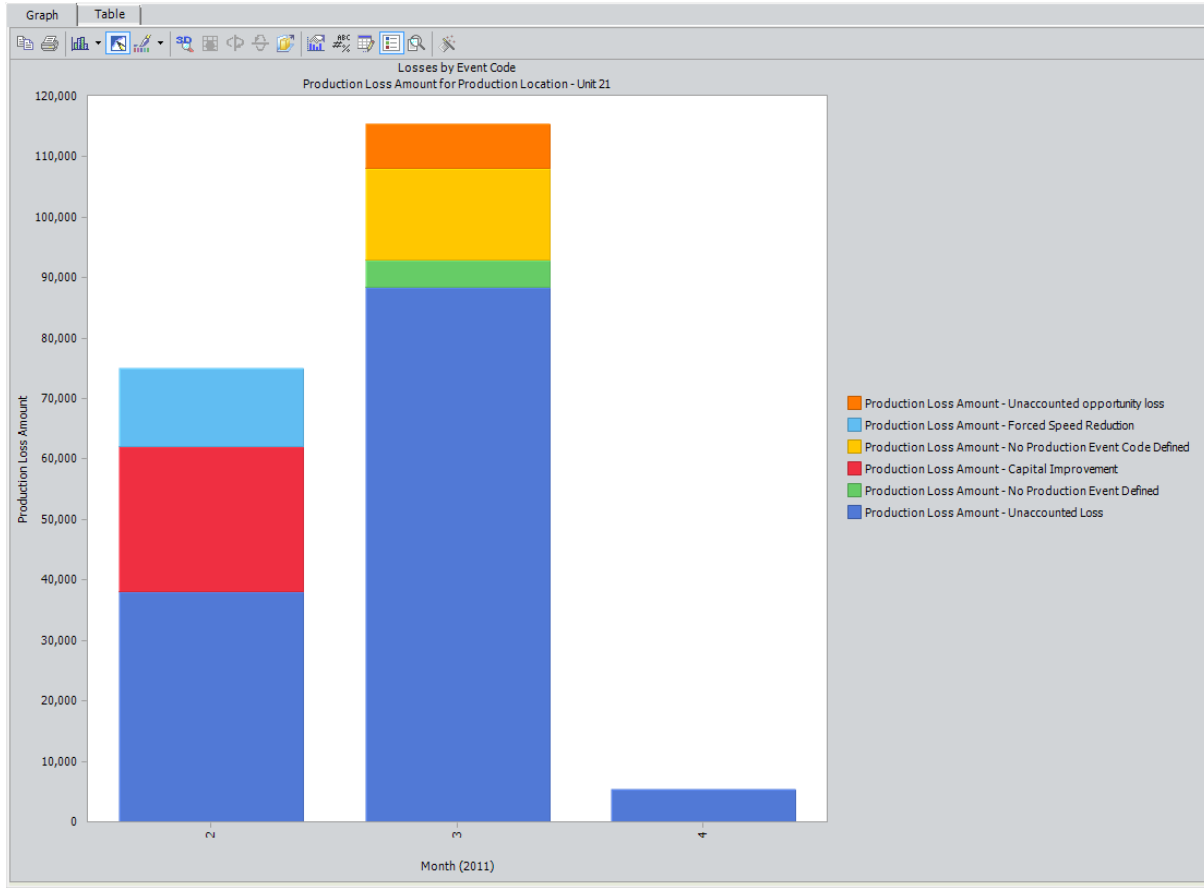 Graph Table
3D ABC #%
Losses by Event Code
Production Loss Amount for Production Location - Unit 21
120,000
110,000
100,000
90,000
80,000
70,000
60,000
50,000
40,000
30,000
20,000
10,000
0
Production Loss Amount
2 3 4
Month (2011)
Production Loss Amount - Unaccounted opportunity loss
Production Loss Amount - Forced Speed Reduction
Production Loss Amount - No Production Event Code Defined
Production Loss Amount - Capital Improvement
Production Loss Amount - No Production Event Defined
Production Loss Amount - Unaccounted Loss